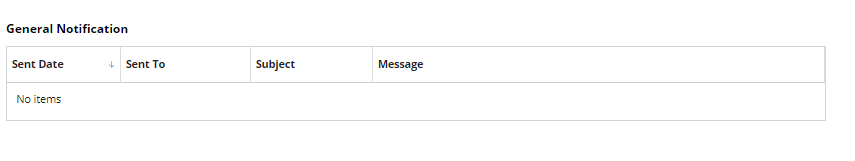 General Notification
Sent Date ↓ Sent To Subject Message
No items